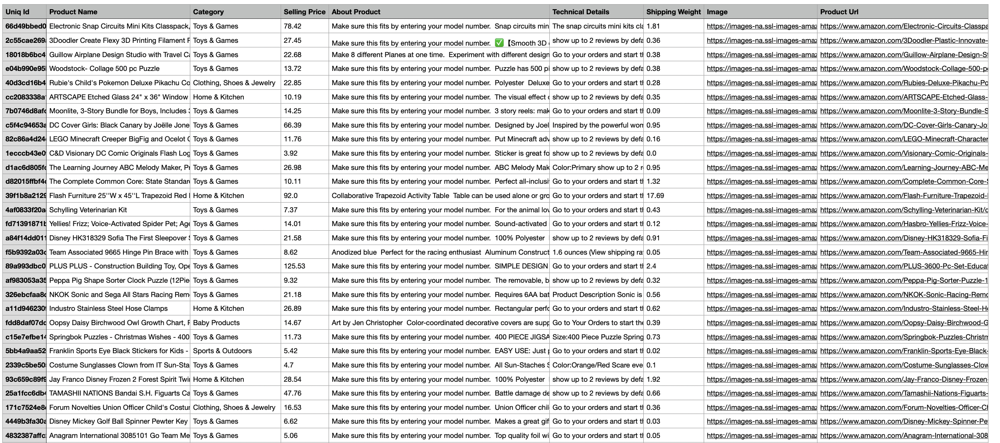 Uniq Id Product Name Category Selling Price About Product Technical Details Shipping Weight Image Product Url
66d49bbed0 Electronic Snap Circuits Mini Kits Classpack, Toys & Games 78.42 Make sure this fits by entering your model number. Snap circuits min The snap circuits mini kits cla 1.81 https://images-na.ssl-images-amaz https://www.amazon.com/Electronic-Circuits-Classpa
2c55cae269 3Doodler Create Flexy 3D Printing Filament F Toys & Games 27.45 Make sure this fits by entering your model number. ✅【Smooth 3D show up to 2 reviews by defa 0.36 https://images-na.ssl-images-amaz https://www.amazon.com/3Doodler-Plastic-Innovate-
18018b6bc4 Guillow Airplane Design Studio with Travel Ca Toys & Games 22.68 Make 8 different Planes at one time. Experiment with different design Go to your orders and start th 0.38 https://images-na.ssl-images-amaz https://www.amazon.com/Guillow-Airplane-Design-St
e04b990e95 Woodstock- Collage 500 pc Puzzle Toys & Games 13.72 Make sure this fits by entering your model number. Puzzle has 500 pi show up to 2 reviews by defa 0.38 https://images-na.ssl-images-amaz https://www.amazon.com/Woodstock-Collage-500-p
40d3cd16b4 Rubie's Child's Pokemon Deluxe Pikachu Co Clothing, Shoes & Jewelry 22.85 Make sure this fits by entering your model number. Polyester Deluxe Go to your orders and start th 0.28 https://images-na.ssl-images-amaz https://www.amazon.com/Rubies-Deluxe-Pikachu-Po
cc2083338a ARTSCAPE Etched Glass 24" x 36" Window Home & Kitchen 10.19 Make sure this fits by entering your model number. The visual effect show up to 2 reviews by defa 0.35 https://images-na.ssl-images-amaz https://www.amazon.com/ARTSCAPE-Etched-Glass-
7b0746d8afc Moonlite, 3-Story Bundle for Boys, Includes Toys & Games 14.25 Make sure this fits by entering your model number. 3 story reels: mak Go to your orders and start th 0.09 https://images-na.ssl-images-amaz https://www.amazon.com/Moonlite-3-Story-Bundle-S
c5f4c94653a DC Cover Girls: Black Canary by Joëlle Jone Toys & Games 66.39 Make sure this fits by entering your model number. Designed by Joel Inspired by the powerful wom 0.95 https://images-na.ssl-images-amaz https://www.amazon.com/DC-Cover-Girls-Canary-Jo
82c86a4d24 LEGO Minecraft Creeper BigFig and Ocelot C Toys & Games 11.76 Make sure this fits by entering your model number. Put Minecraft adv show up to 2 reviews by defa 0.16 https://images-na.ssl-images-amaz https://www.amazon.com/LEGO-Minecraft-Character
1ecccb43e0 C&D Visionary DC Comic Originals Flash Log Toys & Games 3.92 Make sure this fits by entering your model number. Sticker is great fo show up to 2 reviews by defa 0.0 https://images-na.ssl-images-amaz https://www.amazon.com/Visionary-Comic-Originals-
d1ac6d805fc The Learning Journey ABC Melody Maker, Pr Toys & Games 26.98 Make sure this fits by entering your model number. ABC Melody Mak Color:Primary show up to 2 r 0.95 https://images-na.ssl-images-amaz https://www.amazon.com/Learning-Journey-ABC-Me
d82015ffbf4 The Complete Common Core: State Standar Toys & Games 10.11 Make sure this fits by entering your model number. Perfect all-inclusi Go to your orders and start th 1.32 https://images-na.ssl-images-amaz https://www.amazon.com/Complete-Common-Core-S
39f1b8a2129 Flash Furniture 25''W x 45''L Trapezoid Red Home & Kitchen 92.0 Collaborative Trapezoid Activity Table Table can be used alone or gro Go to your orders and start th 17.69 https://images-na.ssl-images-amaz https://www.amazon.com/Flash-Furniture-Trapezoid-
4af0833f20a Schylling Veterinarian Kit Toys & Games 7.37 Make sure this fits by entering your model number. For the animal lov Go to your orders and start th 0.43 https://images-na.ssl-images-amaz https://www.amazon.com/Schylling-Veterinarian-Kit/
fd71391871b Yellies! Frizz; Voice-Activated Spider Pet; Age Toys & Games 14.01 Make sure this fits by entering your model number. Sound-activated Go to your orders and start th 0.12 https://images-na.ssl-images-amaz https://www.amazon.com/Hasbro-Yellies-Frizz-Voice-
a84f14dd011 Disney HK318329 Sofia The First Sleepover S Toys & Games 21.58 Make sure this fits by entering your model number. 100% Polyester show up to 2 reviews by defa 0.91 https://images-na.ssl-images-amaz https://www.amazon.com/Disney-HK318329-Sofia-Fi
f5b9392a03c Team Associated 9665 Hinge Pin Brace with Toys & Games 8.62 Anodized blue Perfect for the racing enthusiast Aluminum Construct 1.6 ounces (View shipping ra 0.05 https://images-na.ssl-images-amaz https://www.amazon.com/Team-Associated-9665-Hin
89a993dbc0 PLUS PLUS - Construction Building Toy, Ope Toys & Games 125.53 Make sure this fits by entering your model number. SIMPLE DESIGN Go to your orders and start th 2.4 https://images-na.ssl-images-amaz https://www.amazon.com/PLUS-3600-Pc-Set-Educat
af983053a35 Peppa Pig Shape Sorter Clock Puzzle (12Pie Toys & Games 9.32 Make sure this fits by entering your model number. The removable, b show up to 2 reviews by defa 0.32 https://images-na.ssl-images-amaz https://www.amazon.com/Peppa-Pig-Sorter-Puzzle-1
326ebcfaa8c NKOK Sonic and Sega All Stars Racing Rem Toys & Games 21.18 Make sure this fits by entering your model number. Requires 6AA bat Product Description Sonic is 0.56 https://images-na.ssl-images-amaz https://www.amazon.com/NKOK-Sonic-Racing-Remo
a11d946230 Industro Stainless Steel Hose Clamps Home & Kitchen 26.89 Make sure this fits by entering your model number. Rectangular perfo Go to your orders and start th 0.62 https://images-na.ssl-images-amaz https://www.amazon.com/Industro-Stainless-Steel-H
fdd8daf07dc Oopsy Daisy Birchwood Owl Growth Chart, P Baby Products 14.67 Art by Jen Christopher Color-coordinated decorative covers are supp Go to Your Orders to start the 0.39 https://images-na.ssl-images-amaz https://www.amazon.com/Oopsy-Daisy-Birchwood-G
c15e7efbe14 Springbok Puzzles - Christmas Wishes - 400 Toys & Games 11.73 Make sure this fits by entering your model number. 400 PIECE JIGSA Size:400 Piece Puzzle Spring 0.73 https://images-na.ssl-images-amaz https://www.amazon.com/Springbok-Puzzles-Christm
5bb4a9aa52 Franklin Sports Eye Black Stickers for Kids - Sports & Outdoors 5.42 Make sure this fits by entering your model number. EASY USE: Just p Go to your orders and start th 0.02 https://images-na.ssl-images-amaz https://www.amazon.com/Franklin-Sports-Eye-Black-
2339c5be50 Costume Sunglasses Clown from IT Sun-Sta Toys & Games 4.7 Make sure this fits by entering your model number. All Sun-Staches S Color:Orange/Red Scare eve 0.1 https://images-na.ssl-images-amaz https://www.amazon.com/Costume-Sunglasses-Clow
93c659c89f9 Jay Franco Disney Frozen 2 Forest Spirit Twi Home & Kitchen 28.54 Make sure this fits by entering your model number. 100% Polyester show up to 2 reviews by defa 1.92 https://images-na.ssl-images-amaz https://www.amazon.com/Jay-Franco-Disney-Frozen-
25a1fcc6db4 TAMASHII NATIONS Bandai S.H. Figuarts Ca Toys & Games 47.76 Make sure this fits by entering your model number. Battle damage de show up to 2 reviews by defa 0.66 https://images-na.ssl-images-amaz https://www.amazon.com/Tamashii-Nations-Figuarts-
171c7524e8 Forum Novelties Union Officer Child's Costur Clothing, Shoes & Jewelry 16.53 Make sure this fits by entering your model number. Union Officer chil Go to your orders and start th 0.36 https://images-na.ssl-images-amaz https://www.amazon.com/Forum-Novelties-Officer-Ch
4449b3fa30a Disney Mickey Golf Ball Spinner Pewter Key Toys & Games 6.62 Make sure this fits by entering your model number. Makes a great gif Go to your orders and start th 0.03 https://images-na.ssl-images-amaz https://www.amazon.com/Disney-Mickey-Spinner-Pe
4832387affc Anagram International 3085101 Go Team Me Toys & Games 5.06 Make sure this fits by entering your model number. Top quality foil wi Go to your orders and start th 0.05 https://images-na.ssl-images-amaz https://www.amazon.com/Anagram-International-308